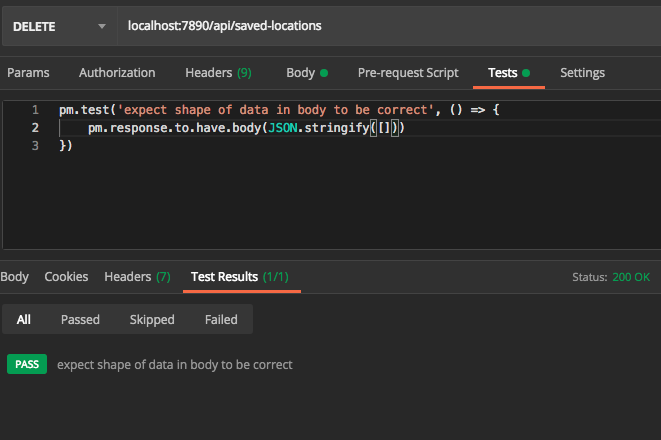 DELETE localhost:7890/api/saved-locations
Params Authorization Headers (9) Body Pre-request Script Tests Settings
1 pm.test('expect shape of data in body to be correct', () => {
2 pm.response.to.have.body(JSON.stringify([]))
3 })
Body Cookies Headers (7) Test Results (1/1) Status: 200 OK
All Passed Skipped Failed
PASS expect shape of data in body to be correct